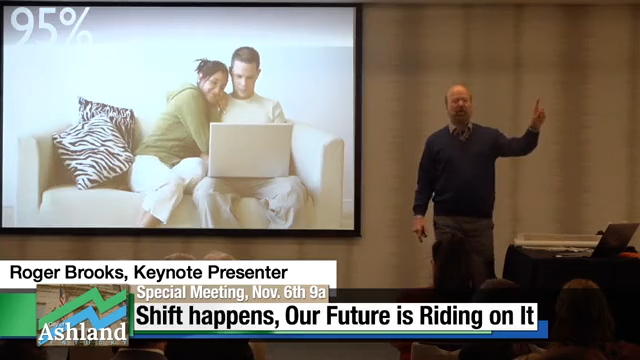 95%
Roger Brooks, Keynote Presenter
Special Meeting, Nov. 6th 9a
Shift happens, Our Future is Riding on It
Ashland